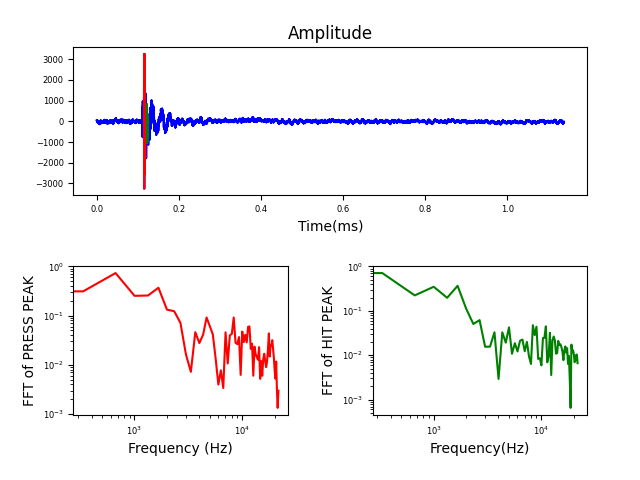 Amplitude
3000
2000
1000
0
−1000
−2000
−3000
0.0 0.2 0.4 0.6 0.8 1.0
Time(ms)
FFT of PRESS PEAK
10⁰
10⁻¹
10⁻²
10⁻³
10³ 10⁴
Frequency (Hz)
FFT of HIT PEAK
10⁰
10⁻¹
10⁻²
10⁻³
10³ 10⁴
Frequency(Hz)